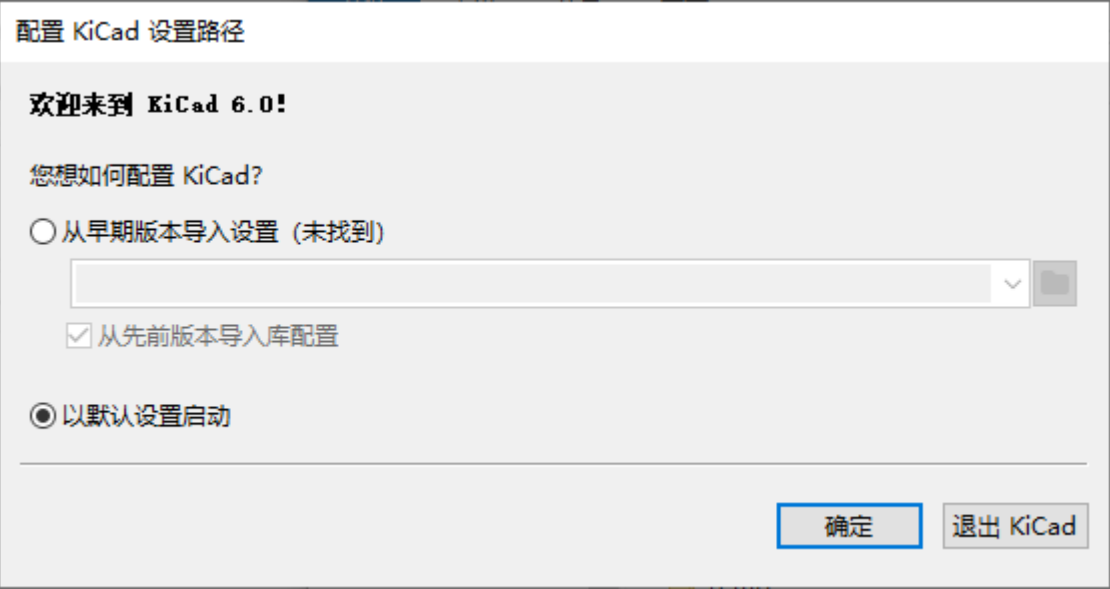 配置 KiCad 设置路径
欢迎来到 KiCad 6.0!
您想如何配置 KiCad?
从早期版本导入设置 (未找到)
从先前版本导入库配置
以默认设置启动
确定
退出 KiCad